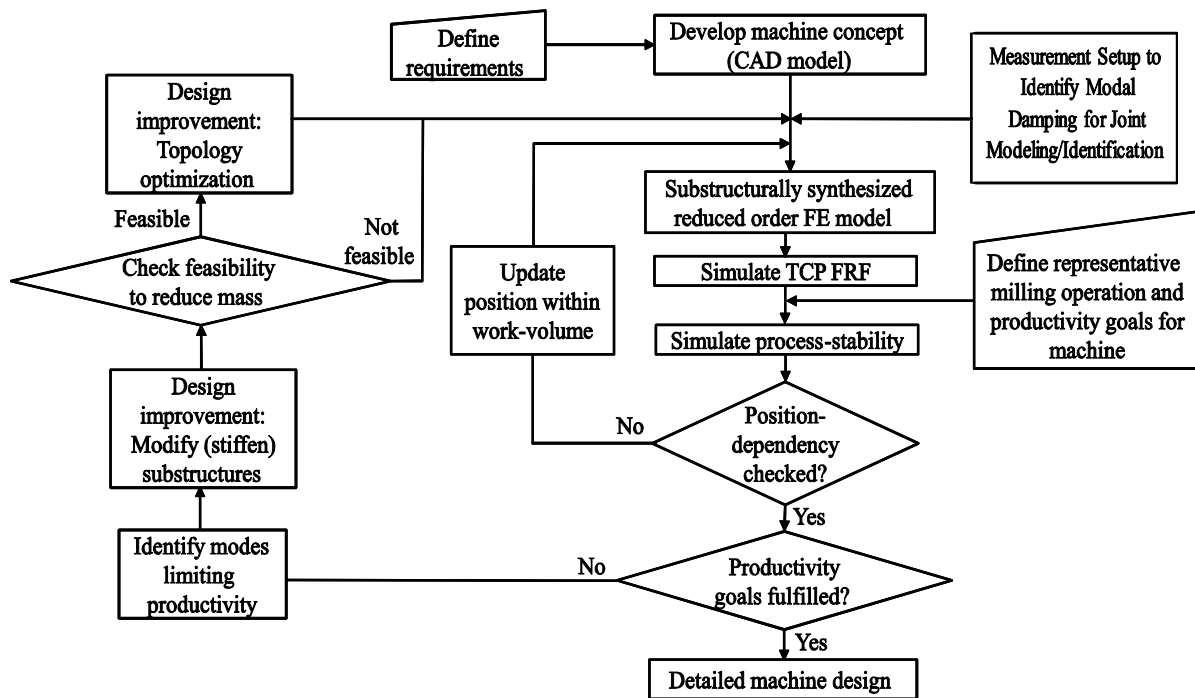 Define
requirements
Develop machine concept
(CAD model)
Measurement Setup to
Identify Modal
Damping for Joint
Modeling/Identification
Design
improvement:
Topology
optimization
Feasible
Not
feasible
Check feasibility
to reduce mass
Design
improvement:
Modify (stiffen)
substructures
Identify modes
limiting
productivity
Update
position within
work-volume
Substructurally synthesized
reduced order FE model
Simulate TCP FRF
Define representative
milling operation and
productivity goals for
machine
Simulate process-stability
No
Position-
dependency
checked?
Yes
No
Productivity
goals fulfilled?
Yes
Detailed machine design